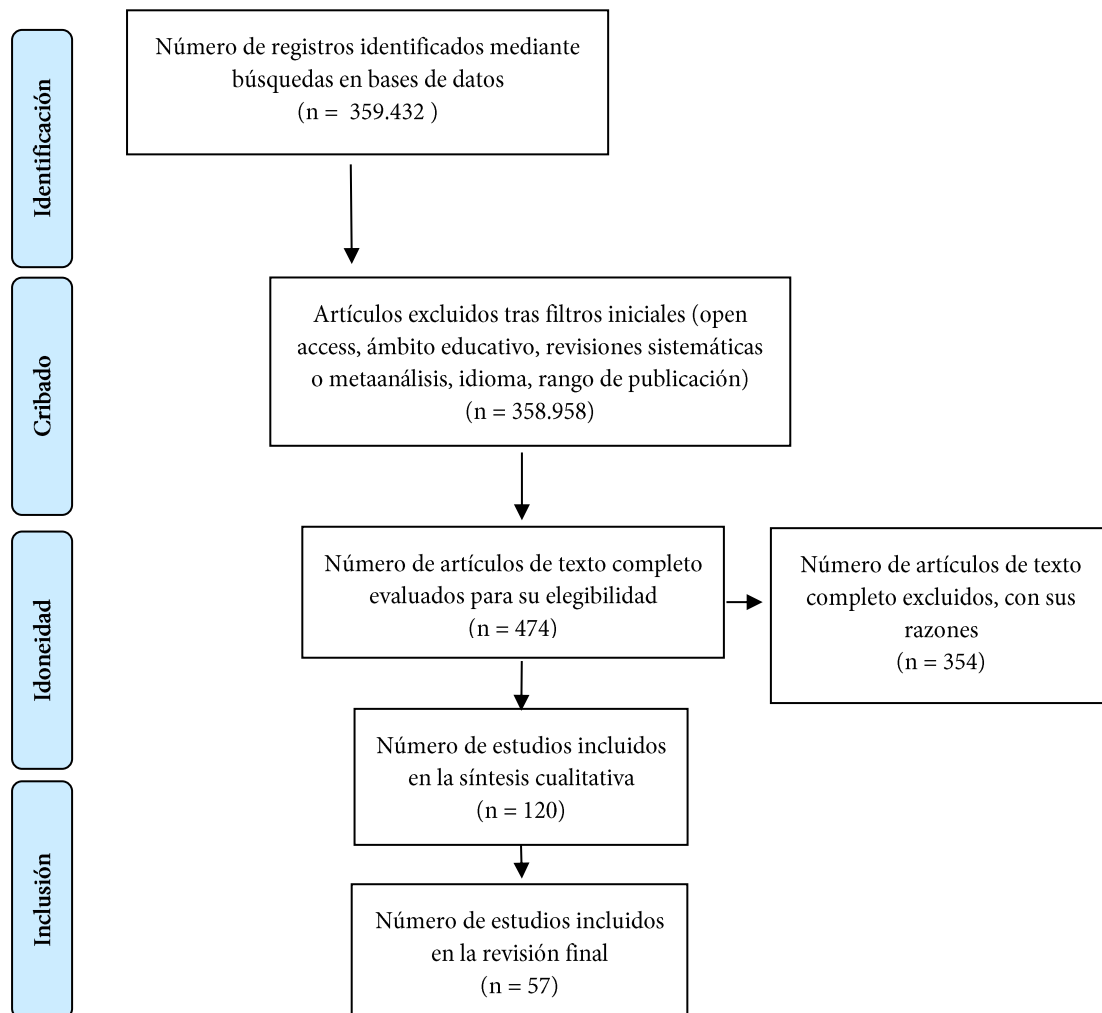 Identificación
Número de registros identificados mediante
búsquedas en bases de datos
(n = 359.432 )
Cribado
Artículos excluidos tras filtros iniciales (open
access, ámbito educativo, revisiones sistemáticas
o metaanálisis, idioma, rango de publicación)
(n = 358.958)
Idoneidad
Número de artículos de texto completo
evaluados para su elegibilidad
(n = 474)
Número de artículos de texto
completo excluidos, con sus
razones
(n = 354)
Número de estudios incluidos
en la síntesis cualitativa
(n = 120)
Inclusión
Número de estudios incluidos
en la revisión final
(n = 57)